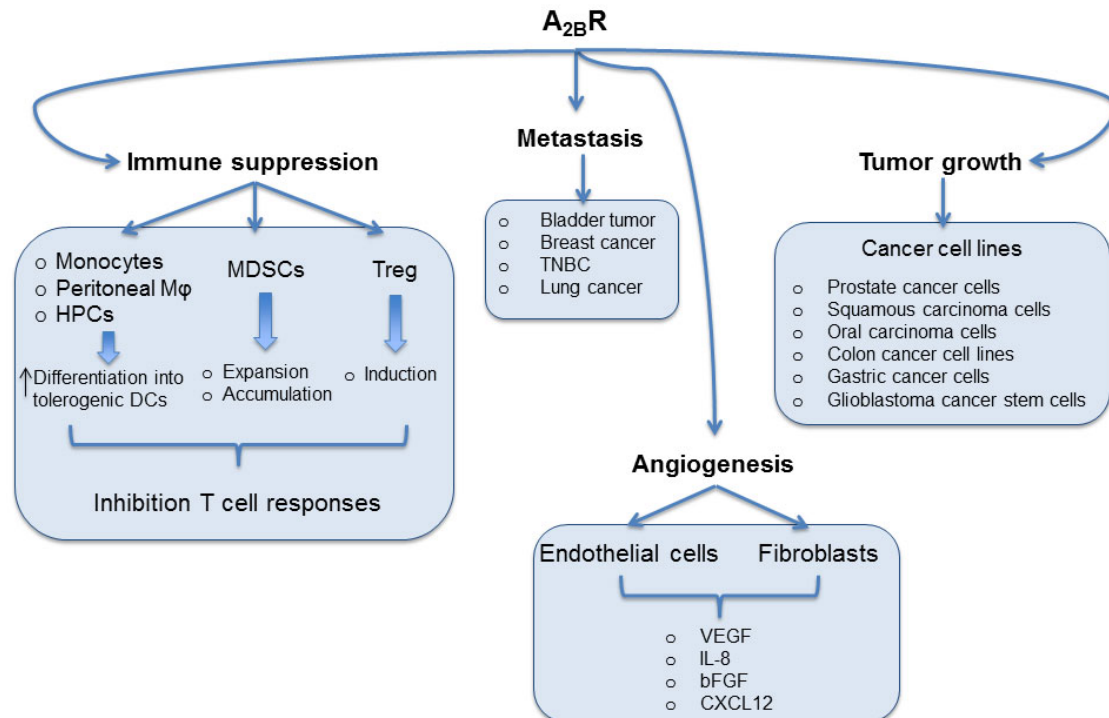 A2BR
Immune suppression
○ Monocytes
○ Peritoneal Mφ
○ HPCs
↑Differentiation into
tolerogenic DCs
MDSCs
○ Expansion
○ Accumulation
Treg
○ Induction
Inhibition T cell responses
Metastasis
○ Bladder tumor
○ Breast cancer
○ TNBC
○ Lung cancer
Angiogenesis
Endothelial cells
Fibroblasts
○ VEGF
○ IL-8
○ bFGF
○ CXCL12
Tumor growth
Cancer cell lines
○ Prostate cancer cells
○ Squamous carcinoma cells
○ Oral carcinoma cells
○ Colon cancer cell lines
○ Gastric cancer cells
○ Glioblastoma cancer stem cells